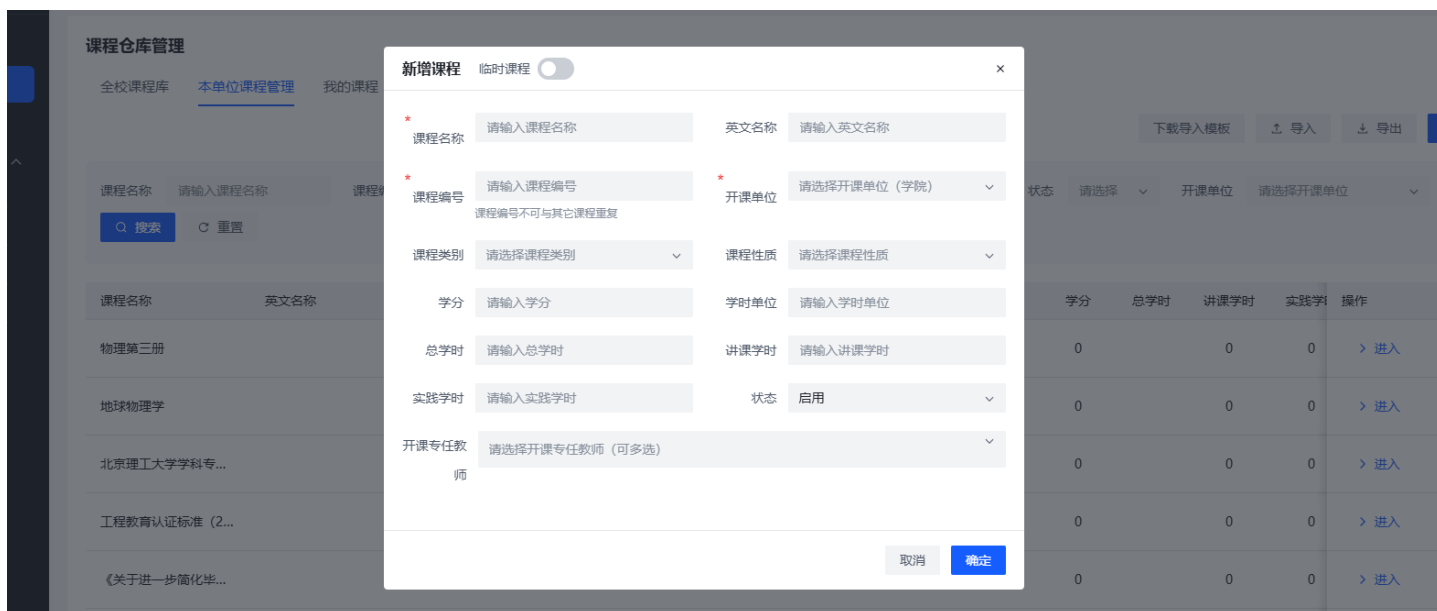 课程仓库管理
全校课程库 本单位课程管理 我的课程
下载导入模板 导入 导出
课程名称 请输入课程名称 状态 请选择 开课单位 请选择开课单位
搜索 重置
课程名称 英文名称 学分 总学时 讲课学时 操作
物理第三册 0 0 0 进入
地球物理学 0 0 0 进入
北京理工大学学科专... 0 0 0 进入
工程教育认证标准（2... 0 0 0 进入
《关于进一步简化毕... 0 0 0 进入
新增课程 临时课程 ×
* 课程名称 请输入课程名称 英文名称 请输入英文名称
* 课程编号 请输入课程编号 * 开课单位 请选择开课单位（学院）
课程编号不可与其它课程重复
课程类别 请选择课程类别 课程性质 请选择课程性质
学分 请输入学分 学时单位 请输入学时单位
总学时 请输入总学时 讲课学时 请输入讲课学时
实践学时 请输入实践学时 状态 启用
开课专任教 请选择开课专任教师（可多选）
师
取消 确定